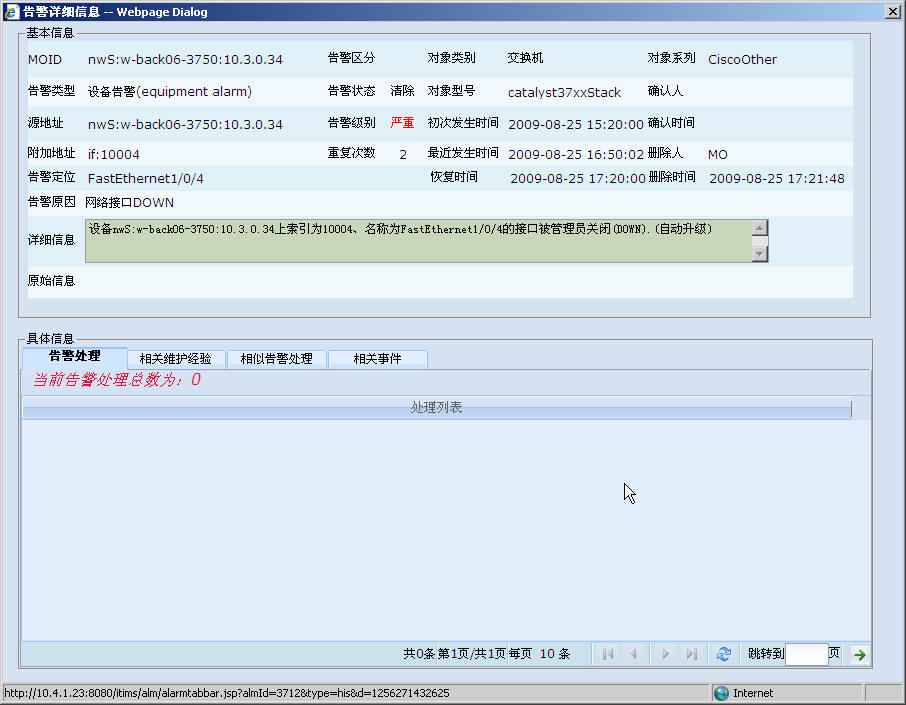 告警详细信息 -- Webpage Dialog
基本信息
MOID nwS:w-back06-3750:10.3.0.34 告警区分 对象类别 交换机 对象系列 CiscoOther
告警类型 设备告警(equipment alarm) 告警状态 清除 对象型号 catalyst37xxStack 确认人
源地址 nwS:w-back06-3750:10.3.0.34 告警级别 严重 初次发生时间 2009-08-25 15:20:00 确认时间
附加地址 if:10004 重复次数 2 最近发生时间 2009-08-25 16:50:02 删除人 MO
告警定位 FastEthernet1/0/4 恢复时间 2009-08-25 17:20:00 删除时间 2009-08-25 17:21:48
告警原因 网络接口DOWN
详细信息 设备nwS:w-back06-3750:10.3.0.34上索引为10004、名称为FastEthernet1/0/4的接口被管理员关闭(DOWN).(自动升级)
原始信息
具体信息
告警处理 相关维护经验 相似告警处理 相关事件
当前告警处理总数为：0
处理列表
共0条 第1页/共1页 每页 10 条 跳转到 页
http://10.4.1.23:8080/itims/alm/alarmtabbar.jsp?almId=3712&type=his&d=1256271432625 Internet